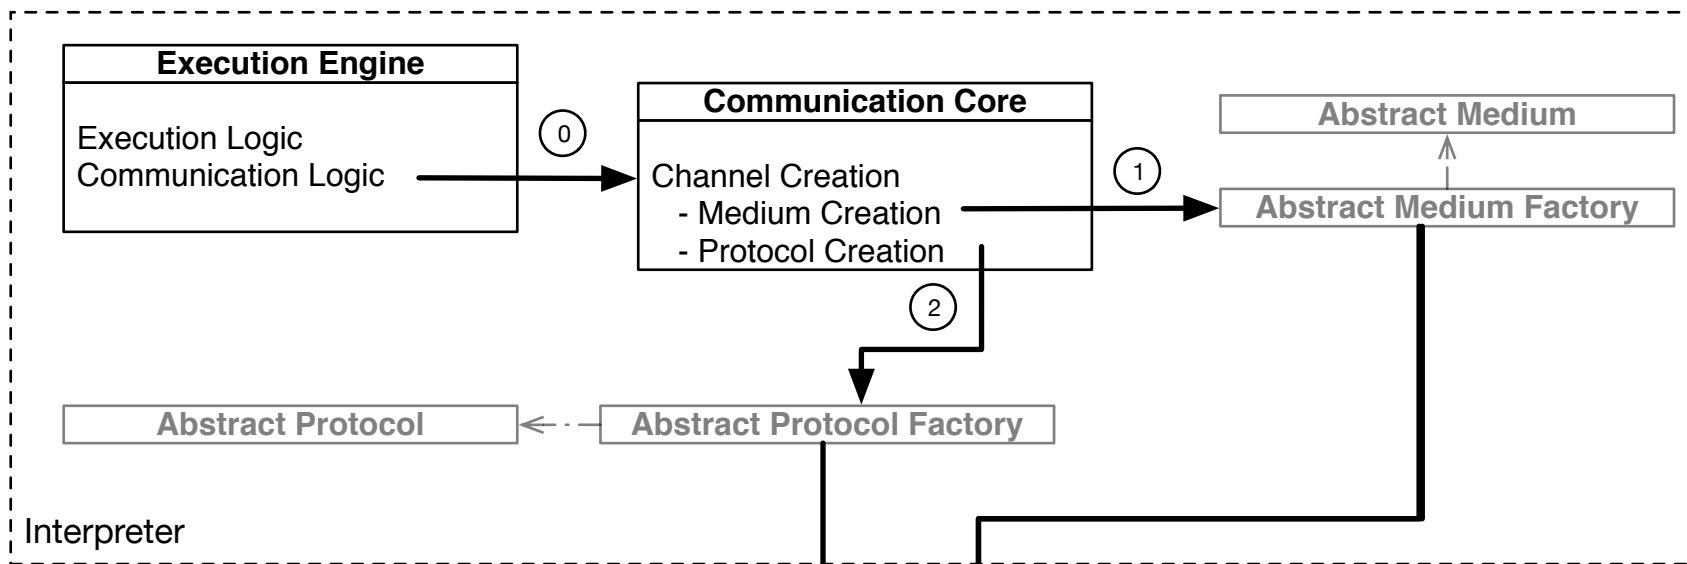 Execution Engine
Execution Logic
Communication Logic
0
Communication Core
Channel Creation
- Medium Creation
- Protocol Creation
1
Abstract Medium
Abstract Medium Factory
2
Abstract Protocol
Abstract Protocol Factory
Interpreter